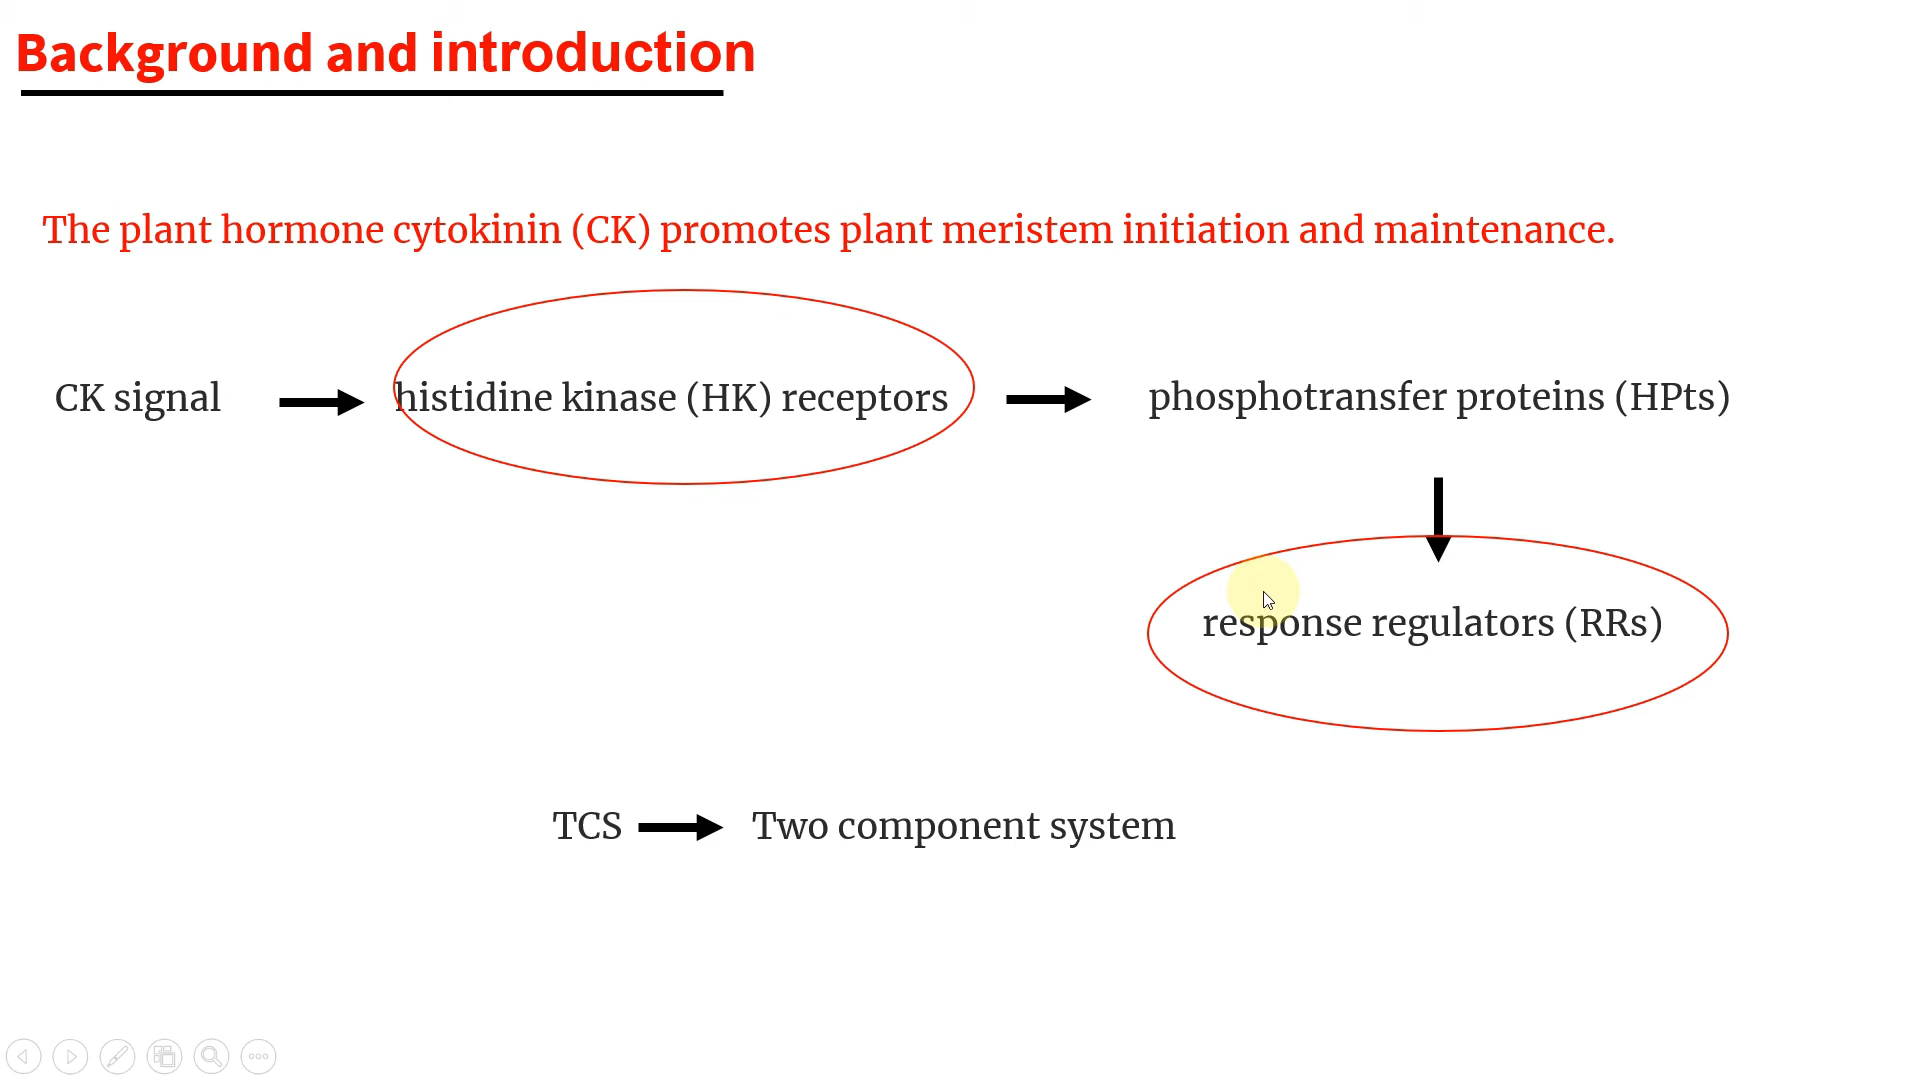 Background and introduction
The plant hormone cytokinin (CK) promotes plant meristem initiation and maintenance.
CK signal
histidine kinase (HK) receptors
phosphotransfer proteins (HPts)
response regulators (RRs)
TCS
Two component system